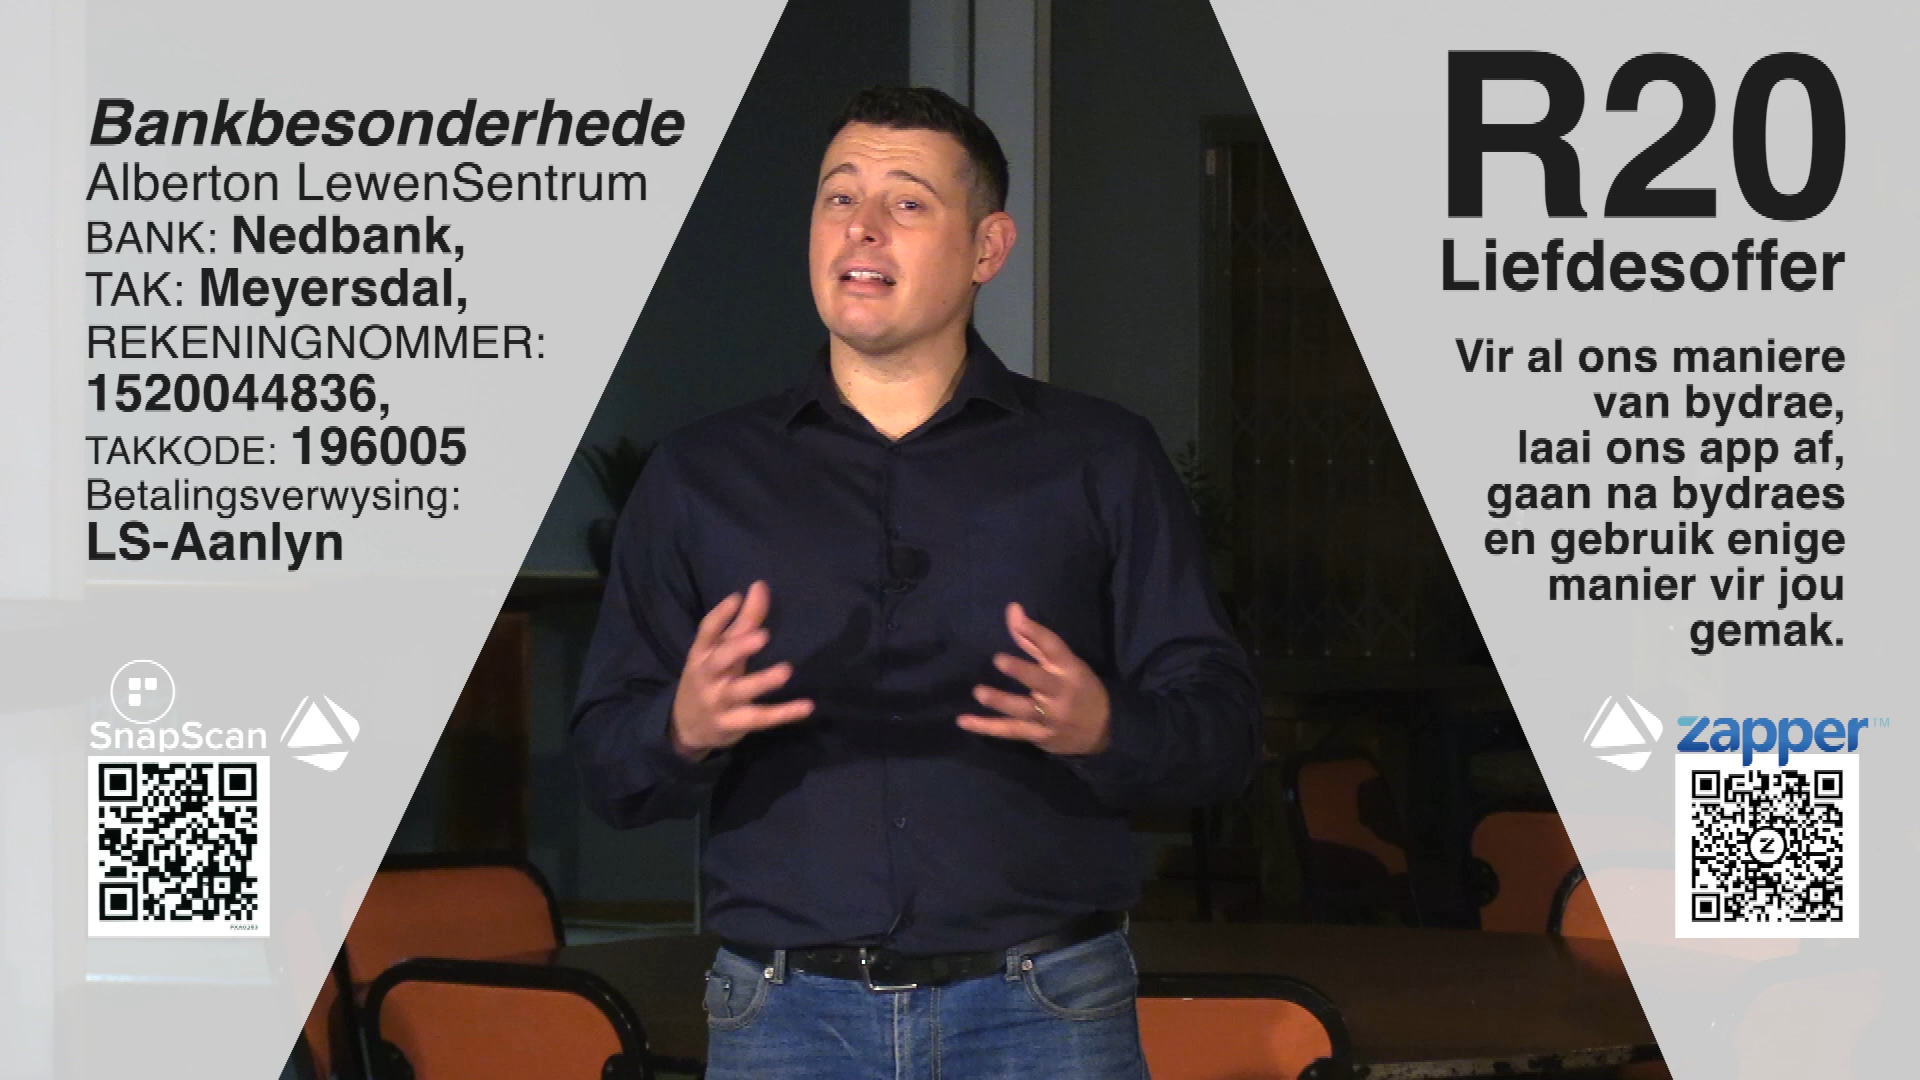 Bankbesonderhede
Alberton LewenSentrum
BANK: Nedbank,
TAK: Meyersdal,
REKENINGNOMMER:
1520044836,
TAKKODE: 196005
Betalingsverwysing:
LS-Aanlyn
SnapScan
R20
Liefdesoffer
Vir al ons maniere
van bydrae,
laai ons app af,
gaan na bydraes
en gebruik enige
manier vir jou
gemak.
zapper™